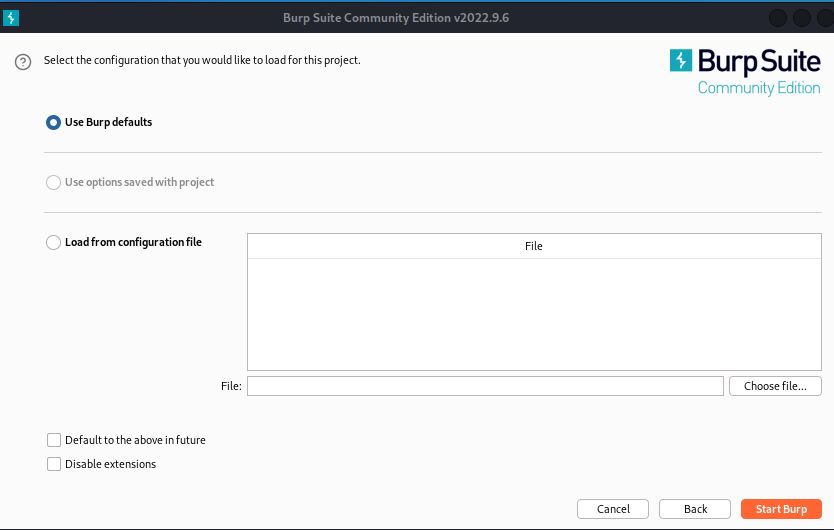 Burp Suite Community Edition v2022.9.6
Select the configuration that you would like to load for this project.
Burp Suite
Community Edition
Use Burp defaults
Use options saved with project
Load from configuration file
File
File:
Choose file...
Default to the above in future
Disable extensions
Cancel
Back
Start Burp